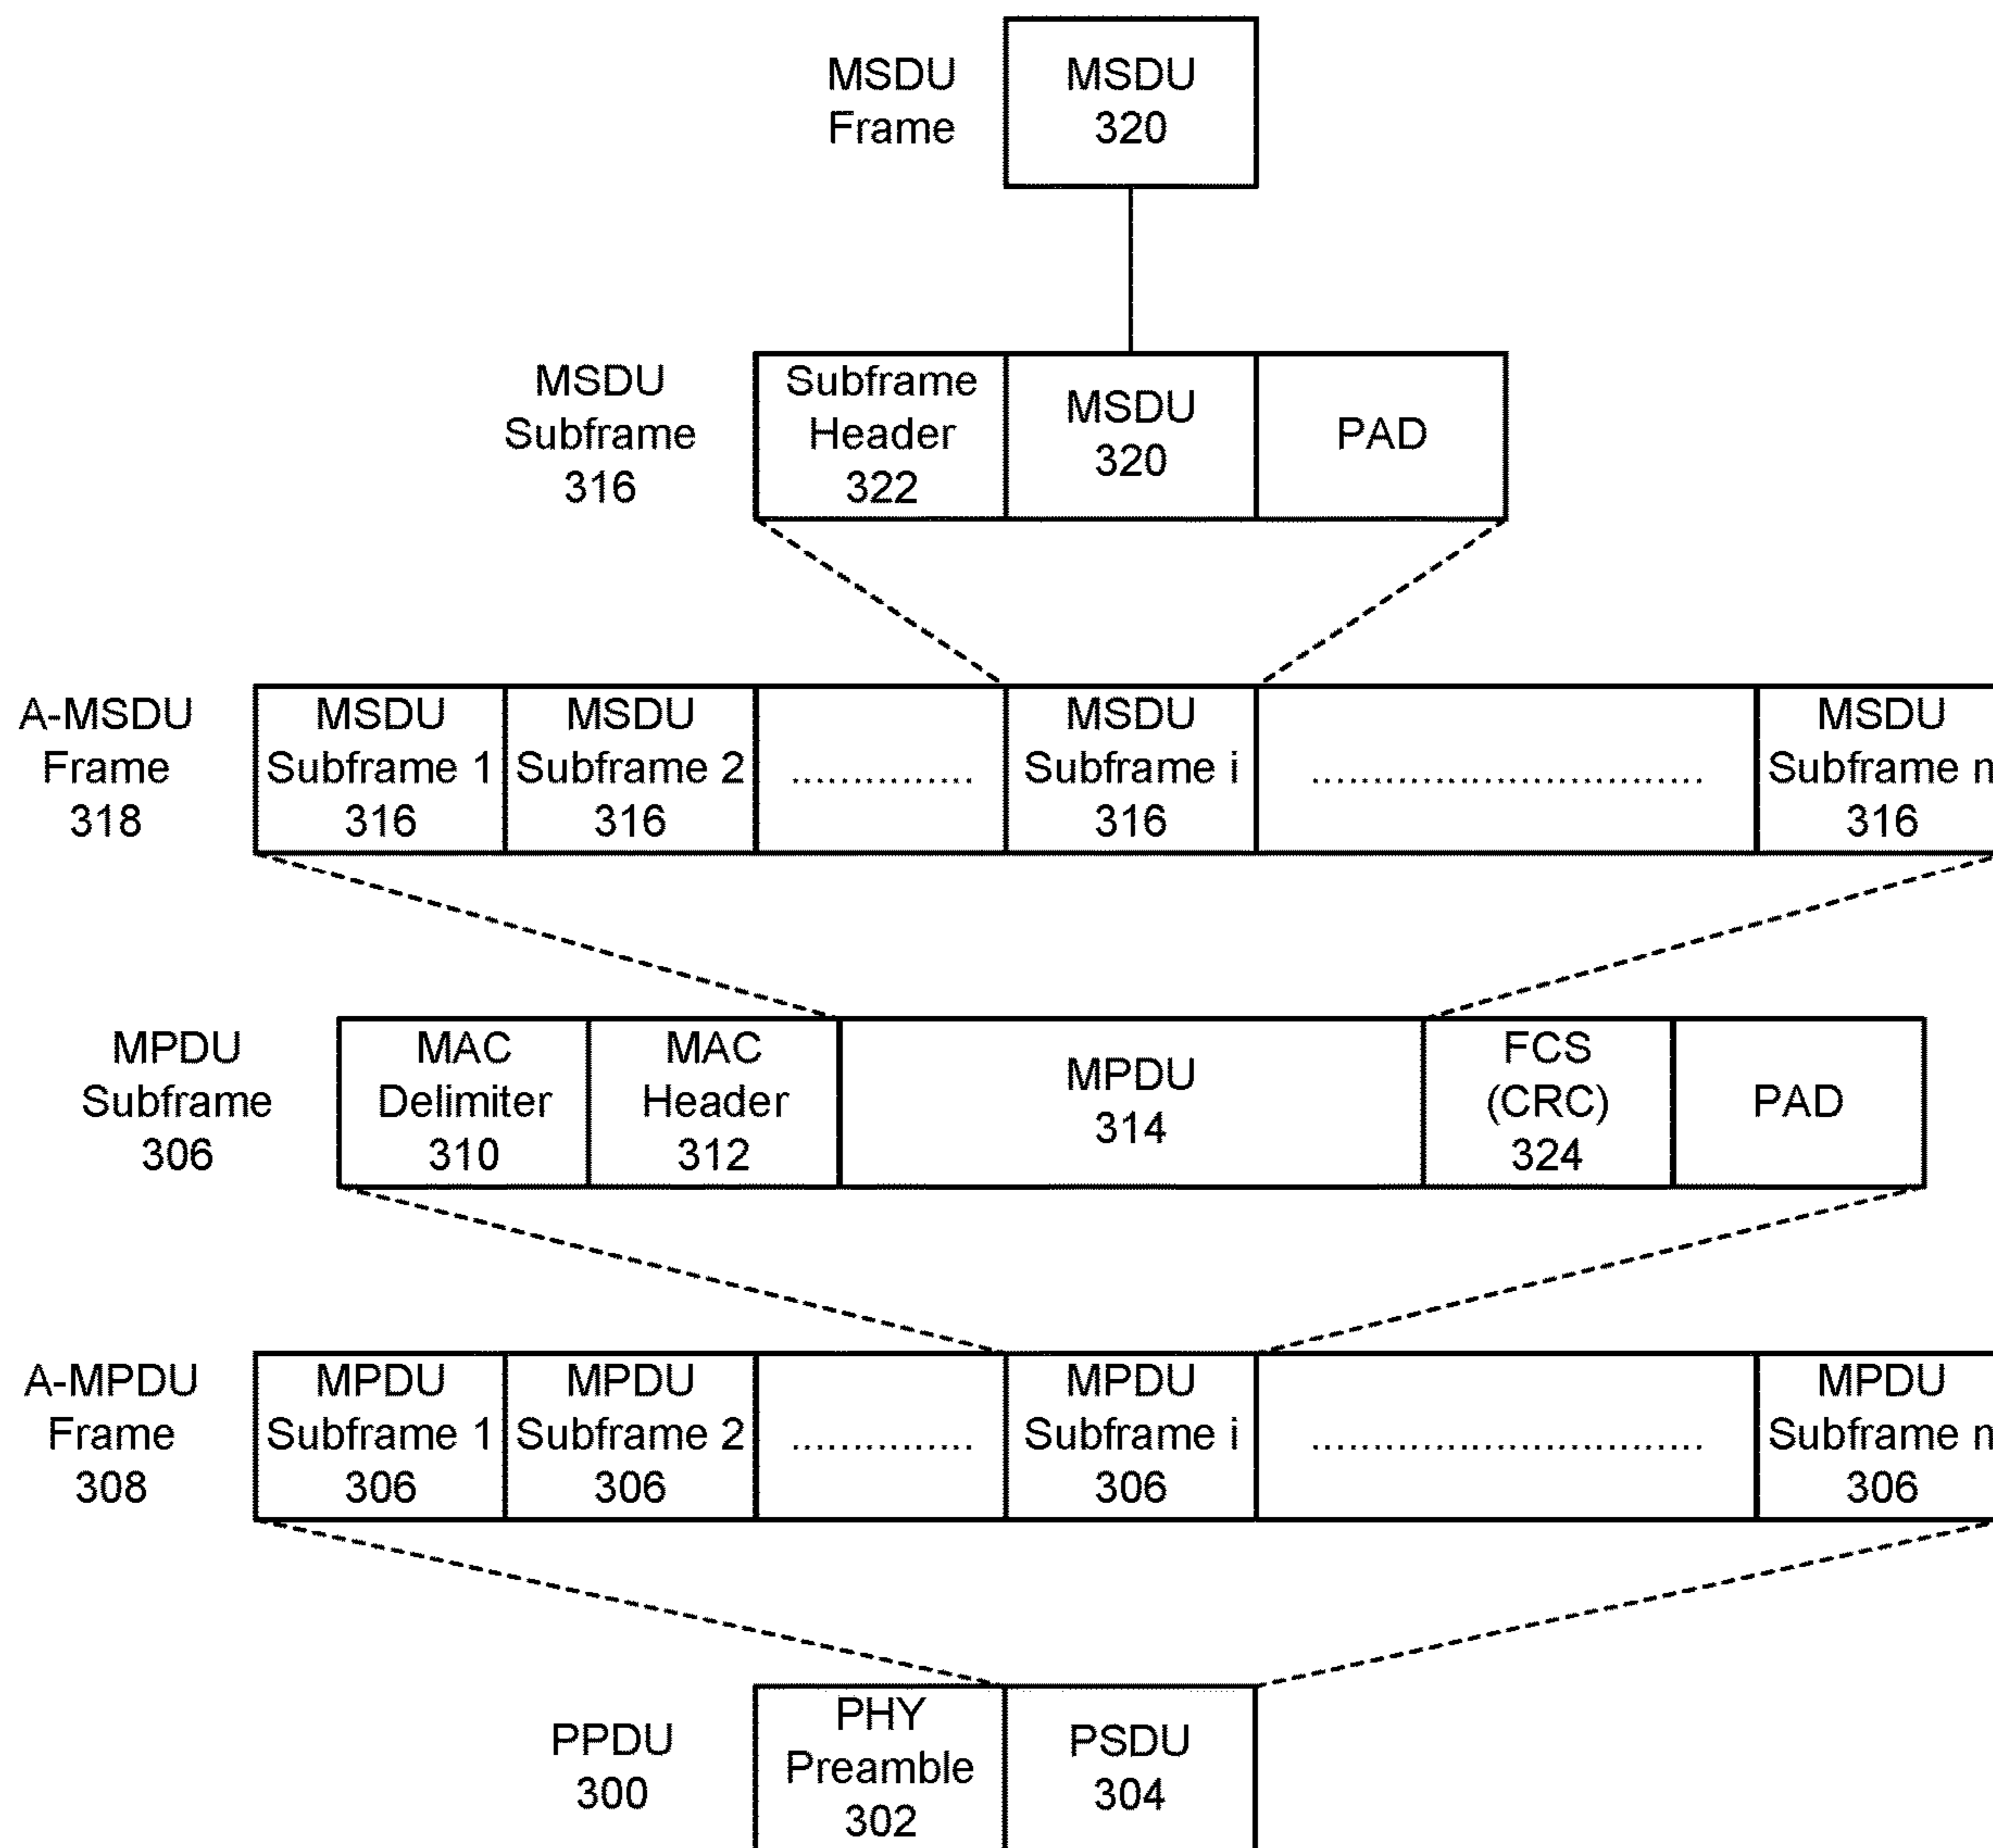 MSDU
Frame
MSDU
320
MSDU
Subframe
316
Subframe
Header
322
MSDU
320
PAD
A-MSDU
Frame
318
MSDU
Subframe 1
316
MSDU
Subframe 2
316
...............
MSDU
Subframe i
316
................................
MSDU
Subframe n
316
MPDU
Subframe
306
MAC
Delimiter
310
MAC
Header
312
MPDU
314
FCS
(CRC)
324
PAD
A-MPDU
Frame
308
MPDU
Subframe 1
306
MPDU
Subframe 2
306
...............
MPDU
Subframe i
306
................................
MPDU
Subframe n
306
PPDU
300
PHY
Preamble
302
PSDU
304